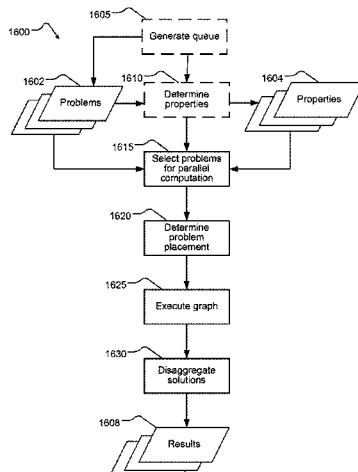 1605
Generate queue
1600
1602
1610
1604
Problems
Determine
properties
Properties
1615
Select problems
for parallel
computation
1620
Determine
problem
placement
1625
Execute graph
1630
Disaggregate
solutions
1608
Results